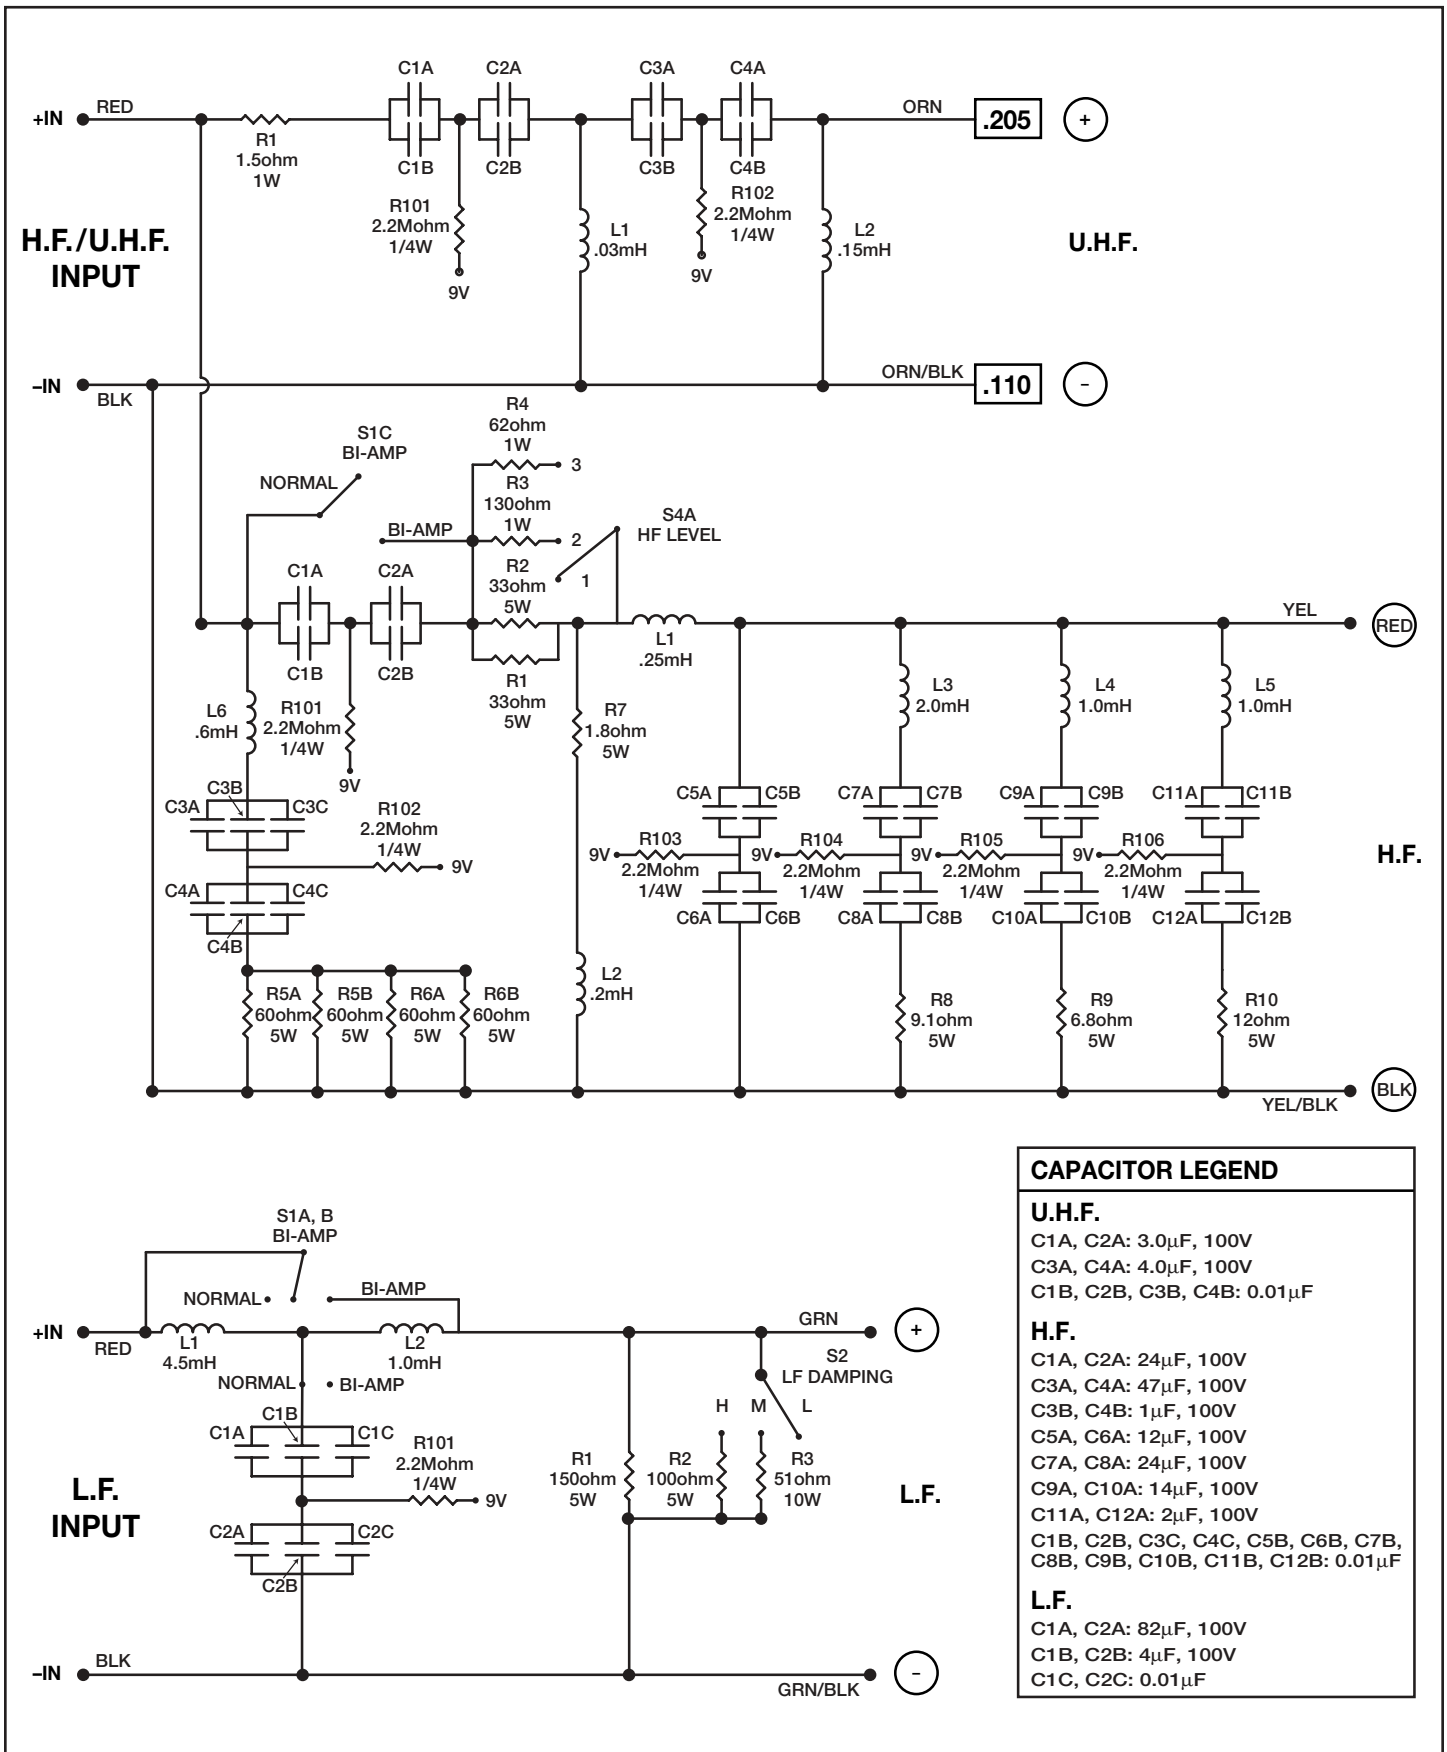 C1A
C2A
C3A
C4A
+IN
RED
ORN
.205
+
R1
1.5ohm
1W
C1B
C2B
C3B
C4B
R101
2.2Mohm
1/4W
9V
L1
.03mH
R102
2.2Mohm
1/4W
9V
L2
.15mH
H.F./U.H.F.
INPUT
U.H.F.
–IN
BLK
ORN/BLK
.110
-
S1C
BI-AMP
NORMAL
R4
62ohm
1W
3
R3
130ohm
1W
2
BI-AMP
S4A
HF LEVEL
1
R2
33ohm
5W
C1A
C2A
C1B
C2B
R1
33ohm
5W
L1
.25mH
YEL
RED
L6
.6mH
R101
2.2Mohm
1/4W
9V
R7
1.8ohm
5W
L3
2.0mH
L4
1.0mH
L5
1.0mH
C3B
C3A
C3C
R102
2.2Mohm
1/4W
9V
C4A
C4C
C4B
C5A
C5B
C7A
C7B
C9A
C9B
C11A
C11B
9V
R103
2.2Mohm
1/4W
9V
R104
2.2Mohm
1/4W
9V
R105
2.2Mohm
1/4W
9V
R106
2.2Mohm
1/4W
H.F.
C6A
C6B
C8A
C8B
C10A
C10B
C12A
C12B
R5A
60ohm
5W
R5B
60ohm
5W
R6A
60ohm
5W
R6B
60ohm
5W
L2
.2mH
R8
9.1ohm
5W
R9
6.8ohm
5W
R10
12ohm
5W
YEL/BLK
BLK
S1A, B
BI-AMP
NORMAL
BI-AMP
+IN
RED
L1
4.5mH
L2
1.0mH
GRN
+
S2
LF DAMPING
NORMAL
BI-AMP
H
M
L
C1B
C1A
C1C
R101
2.2Mohm
1/4W
9V
R1
150ohm
5W
R2
100ohm
5W
R3
51ohm
10W
L.F.
INPUT
L.F.
C2A
C2C
C2B
–IN
BLK
GRN/BLK
-
CAPACITOR LEGEND
U.H.F.
C1A, C2A: 3.0µF, 100V
C3A, C4A: 4.0µF, 100V
C1B, C2B, C3B, C4B: 0.01µF
H.F.
C1A, C2A: 24µF, 100V
C3A, C4A: 47µF, 100V
C3B, C4B: 1µF, 100V
C5A, C6A: 12µF, 100V
C7A, C8A: 24µF, 100V
C9A, C10A: 14µF, 100V
C11A, C12A: 2µF, 100V
C1B, C2B, C3C, C4C, C5B, C6B, C7B,
C8B, C9B, C10B, C11B, C12B: 0.01µF
L.F.
C1A, C2A: 82µF, 100V
C1B, C2B: 4µF, 100V
C1C, C2C: 0.01µF